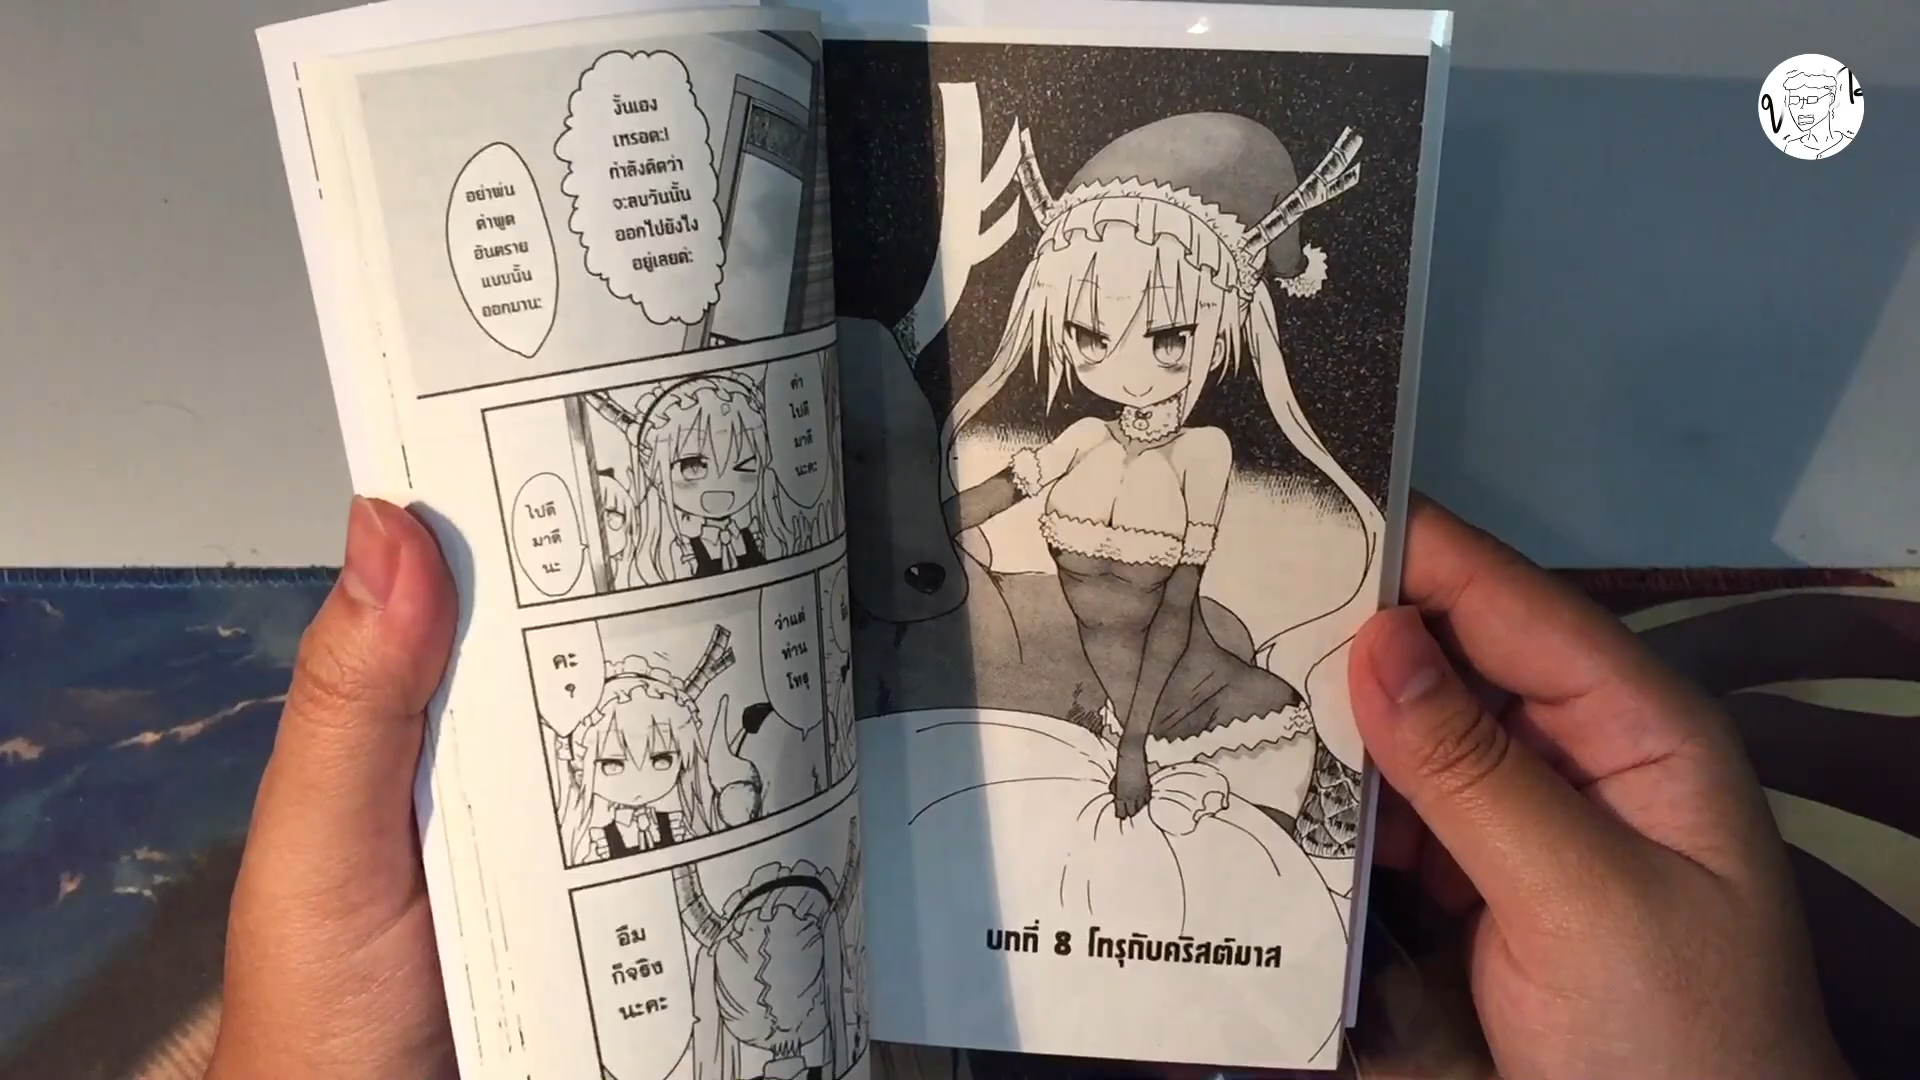 งั้นเอง
เหรอคะ!
กำลังคิดว่า
จะลบวันนั้น
ออกไปยังไง
อยู่เลยค่ะ
อย่าพ่น
คำพูด
อันตราย
แบบนั้น
ออกมานะ
ค่า
ไปดี
มาดี
นะคะ
ไปดี
มาดี
นะ
ว่าแต่
ท่าน
โทรุ
คะ
?
อืม
ก็จริง
นะคะ
บทที่ 8 โทรุกับคริสต์มาส